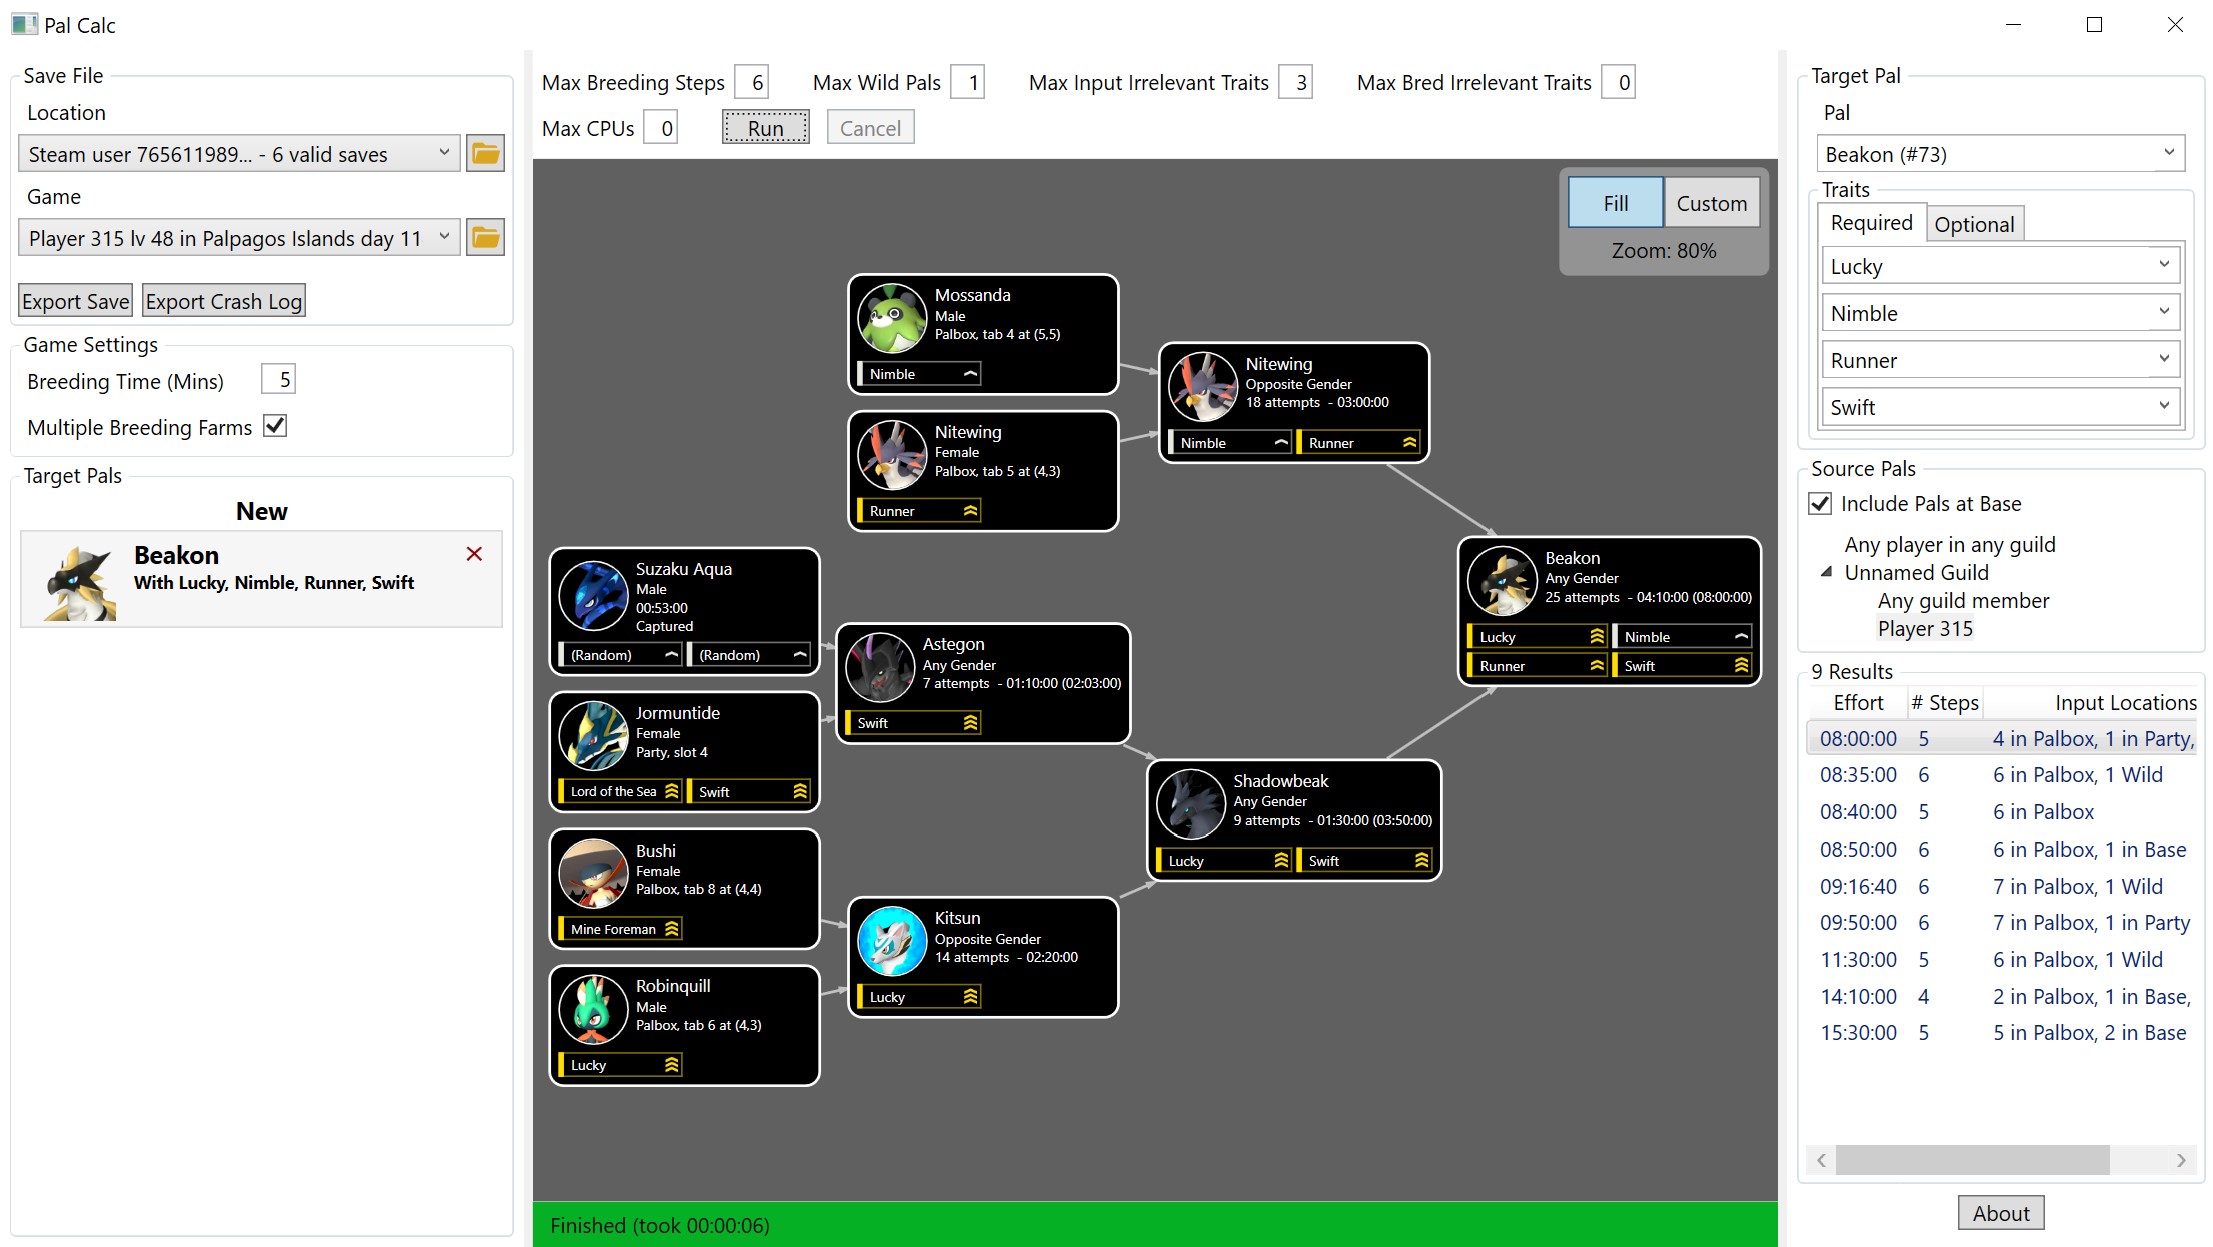 Pal Calc
Save File
Location
Steam user 765611989... - 6 valid saves
Game
Player 315 lv 48 in Palpagos Islands day 11
Export Save
Export Crash Log
Game Settings
Breeding Time (Mins) 5
Multiple Breeding Farms
Target Pals
New
Beakon
With Lucky, Nimble, Runner, Swift
Max Breeding Steps 6
Max Wild Pals 1
Max Input Irrelevant Traits 3
Max Bred Irrelevant Traits 0
Max CPUs 0
Run
Cancel
Fill
Custom
Zoom: 80%
Mossanda
Male
Palbox, tab 4 at (5,5)
Nimble
Nitewing
Female
Palbox, tab 5 at (4,3)
Runner
Nitewing
Opposite Gender
18 attempts - 03:00:00
Nimble
Runner
Suzaku Aqua
Male
00:53:00
Captured
(Random)
(Random)
Jormuntide
Female
Party, slot 4
Lord of the Sea
Swift
Astegon
Any Gender
7 attempts - 01:10:00 (02:03:00)
Swift
Bushi
Female
Palbox, tab 8 at (4,4)
Mine Foreman
Robinquill
Male
Palbox, tab 6 at (4,3)
Lucky
Kitsun
Opposite Gender
14 attempts - 02:20:00
Lucky
Shadowbeak
Any Gender
9 attempts - 01:30:00 (03:50:00)
Lucky
Swift
Beakon
Any Gender
25 attempts - 04:10:00 (08:00:00)
Lucky
Nimble
Runner
Swift
Finished (took 00:00:06)
Target Pal
Pal
Beakon (#73)
Traits
Required
Optional
Lucky
Nimble
Runner
Swift
Source Pals
Include Pals at Base
Any player in any guild
Unnamed Guild
Any guild member
Player 315
9 Results
Effort # Steps Input Locations
08:00:00 5 4 in Palbox, 1 in Party,
08:35:00 6 6 in Palbox, 1 Wild
08:40:00 5 6 in Palbox
08:50:00 6 6 in Palbox, 1 in Base
09:16:40 6 7 in Palbox, 1 Wild
09:50:00 6 7 in Palbox, 1 in Party
11:30:00 5 6 in Palbox, 1 Wild
14:10:00 4 2 in Palbox, 1 in Base,
15:30:00 5 5 in Palbox, 2 in Base
About